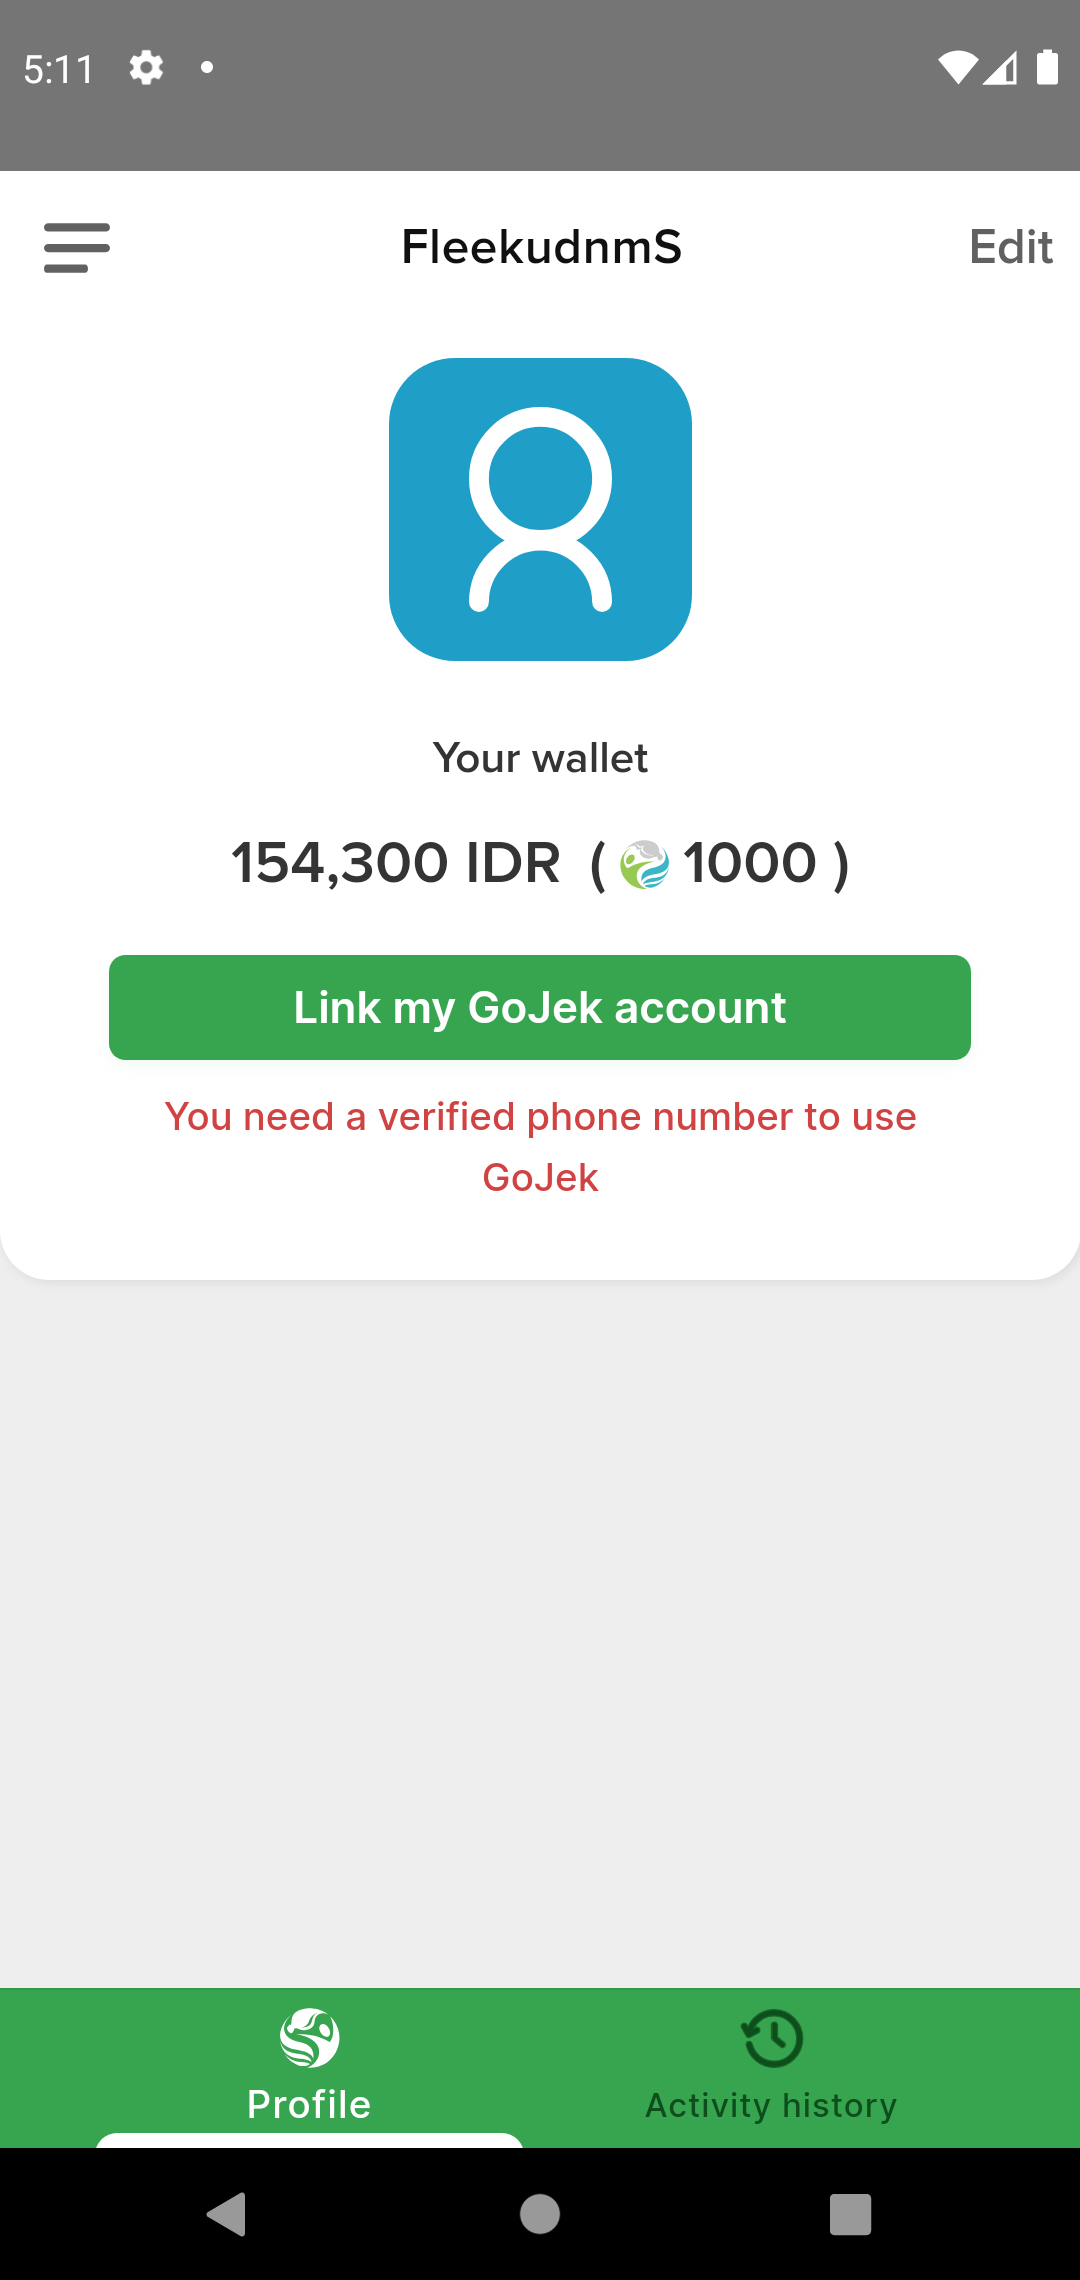 5:11
FleekudnmS
Edit
Your wallet
154,300 IDR ( 1000 )
Link my GoJek account
You need a verified phone number to use
GoJek
Profile
Activity history